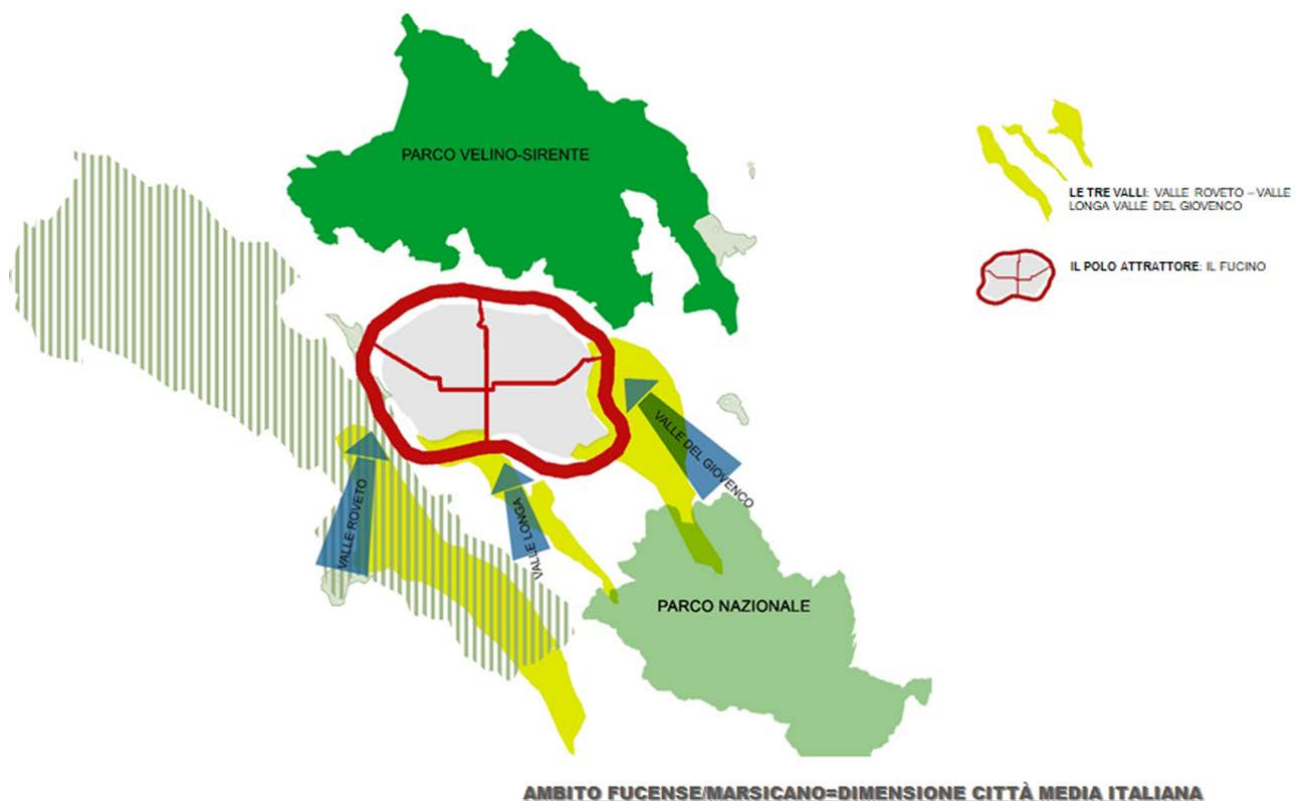 PARCO VELINO-SIRENTE
LE TRE VALLI: VALLE ROVETO – VALLE
LONGA VALLE DEL GIOVENCO
IL POLO ATTRATTORE: IL FUCINO
VALLE DEL GIOVENCO
VALLE ROVETO
VALLE LONGA
PARCO NAZIONALE
AMBITO FUCENSE/MARSICANO=DIMENSIONE CITTÀ MEDIA ITALIANA